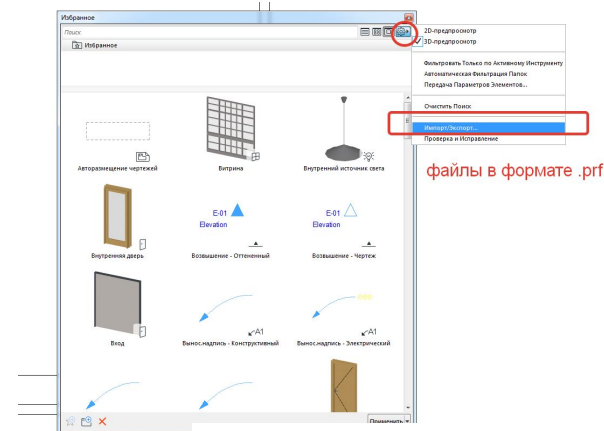 Избранное
Поиск
Избранное
2D-предпросмотр
3D-предпросмотр
Фильтровать Только по Активному Инструменту
Автоматическая Фильтрация Папок
Передача Параметров Элементов...
Очистить Поиск
Импорт/Экспорт...
Проверка и Исправление
файлы в формате .prf
Авторазмещение чертежей
Витрина
Внутренний источник света
E-01
Elevation
E-01
Elevation
Внутренняя дверь
Возвышение - Оттененный
Возвышение - Чертеж
A1
A1
Вход
Вынос.надпись - Конструктивный
Вынос.надпись - Электрический
Применить